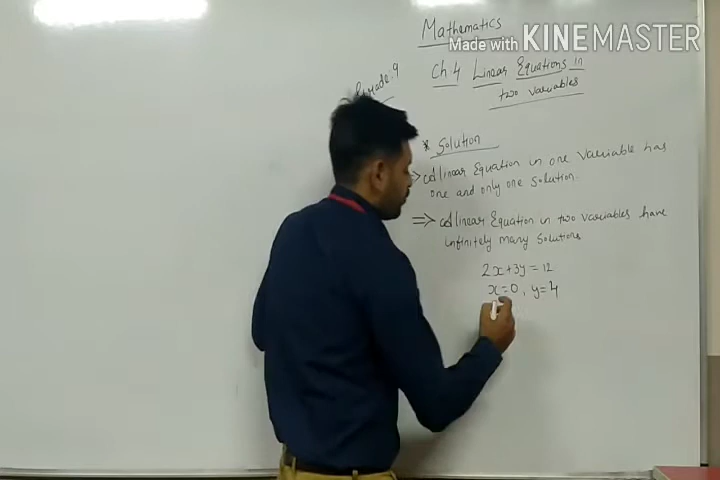 Mathematics
Made with KINEMASTER
Grade: 9
Ch. 4 Linear Equations in
two variables
* Solution
⇒ A linear Equation in one Variable has
one and only one solution.
⇒ A linear Equation in two variables have
infinitely many solutions
2x+3y=12
x=0, y=4